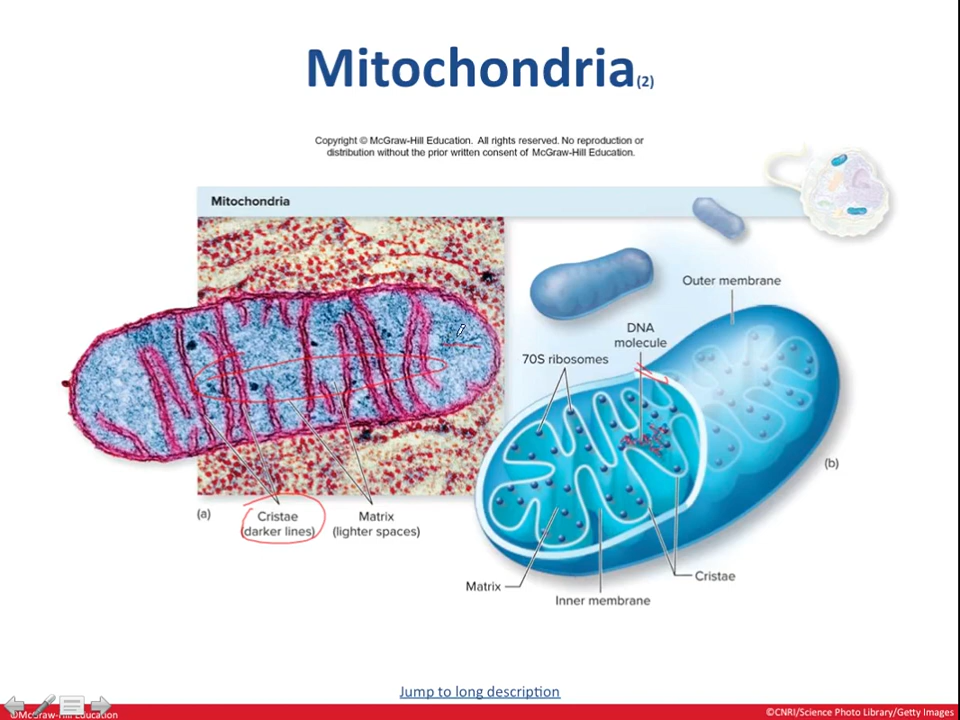 Mitochondria(2)
Copyright © McGraw-Hill Education. All rights reserved. No reproduction or
distribution without the prior written consent of McGraw-Hill Education.
Mitochondria
Outer membrane
DNA
molecule
70S ribosomes
(b)
(a)
Cristae
(darker lines)
Matrix
(lighter spaces)
Cristae
Matrix
Inner membrane
Jump to long description
©McGraw-Hill Education
©CNRI/Science Photo Library/Getty Images